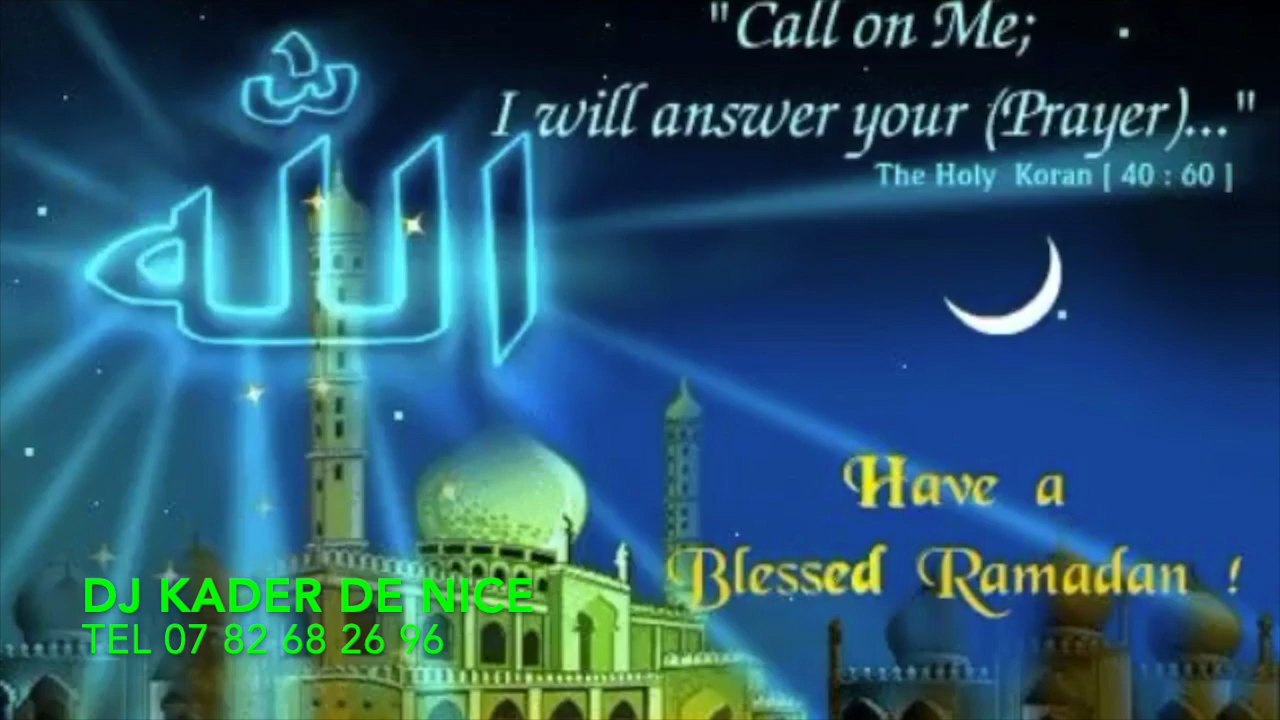 "Call on Me;
I will answer your (Prayer)..."
The Holy Koran [ 40 : 60 ]
الله
Have a
Blessed Ramadan !
DJ KADER DE NICE
TEL 07 82 68 26 96